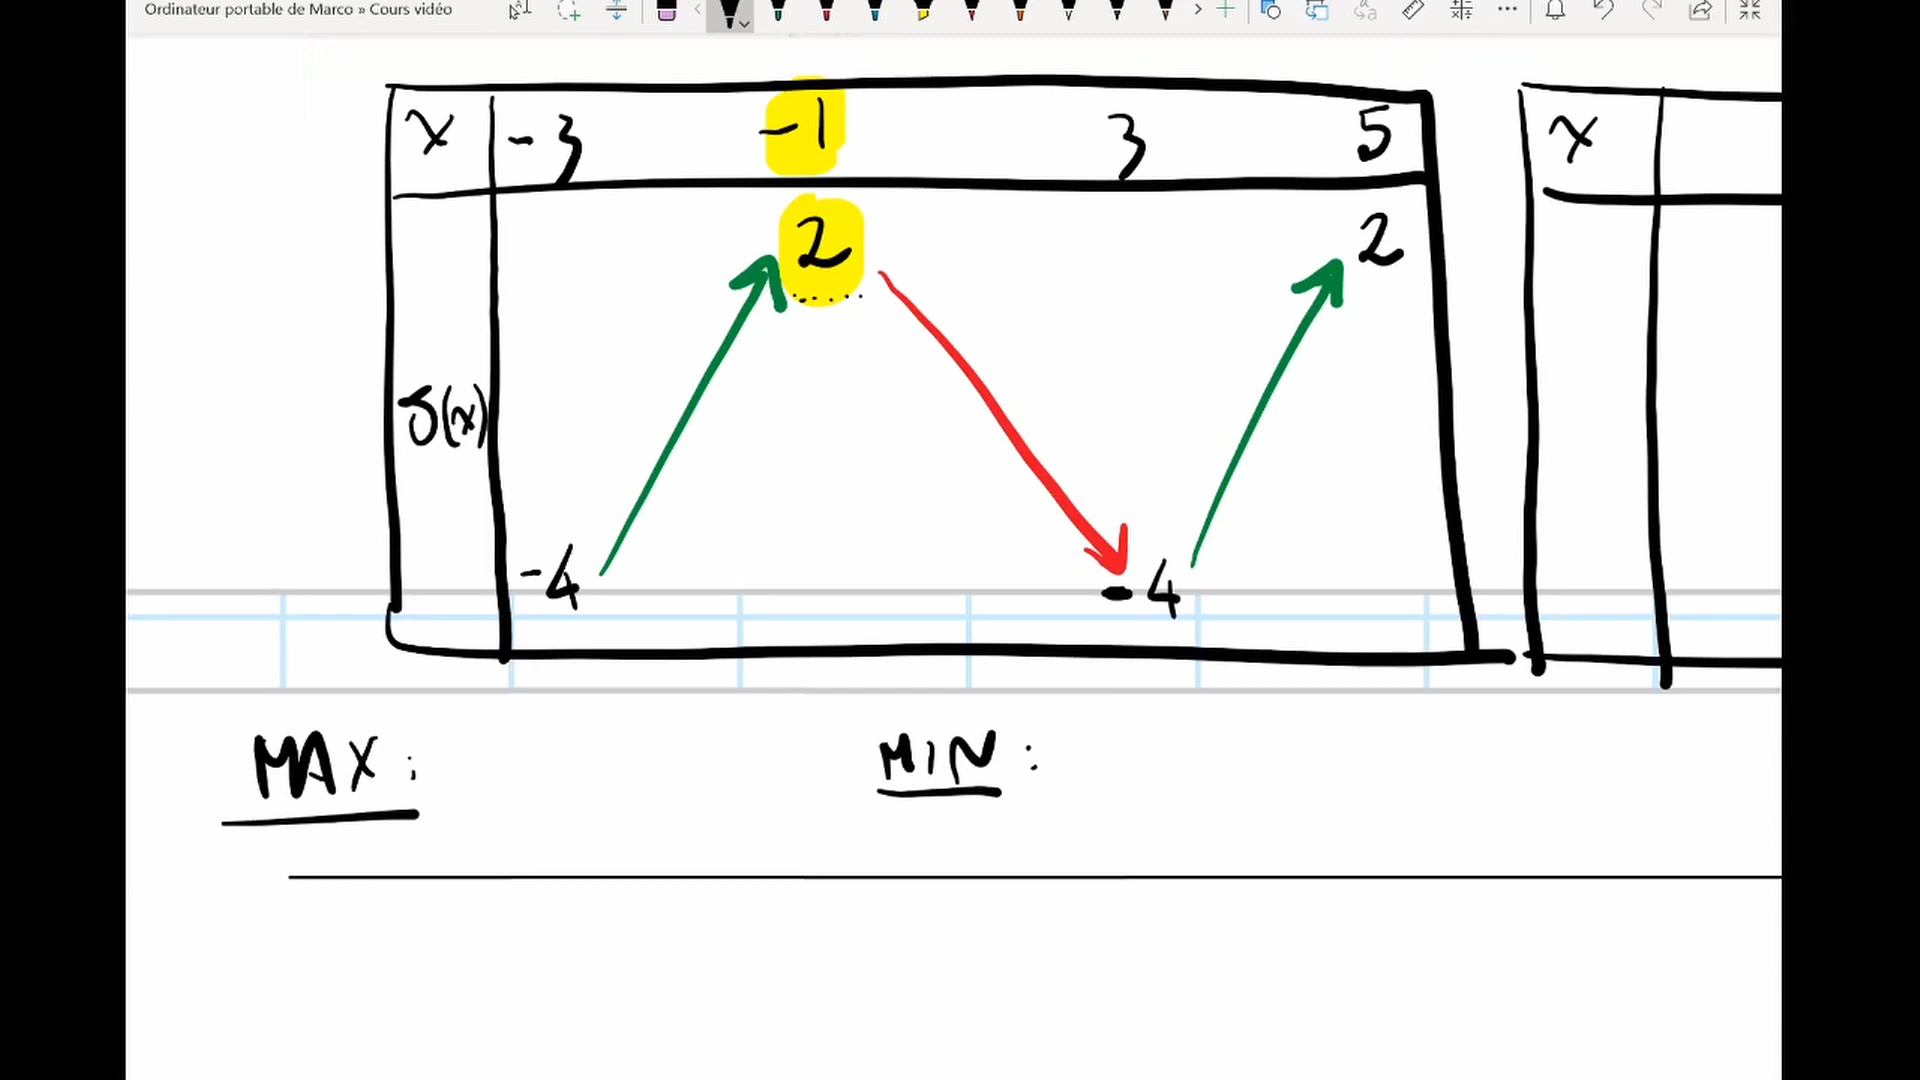 Ordinateur portable de Marco » Cours vidéo
x -3 -1 3 5 x
2 2
f(x)
-4 -4
MAX : MIN :